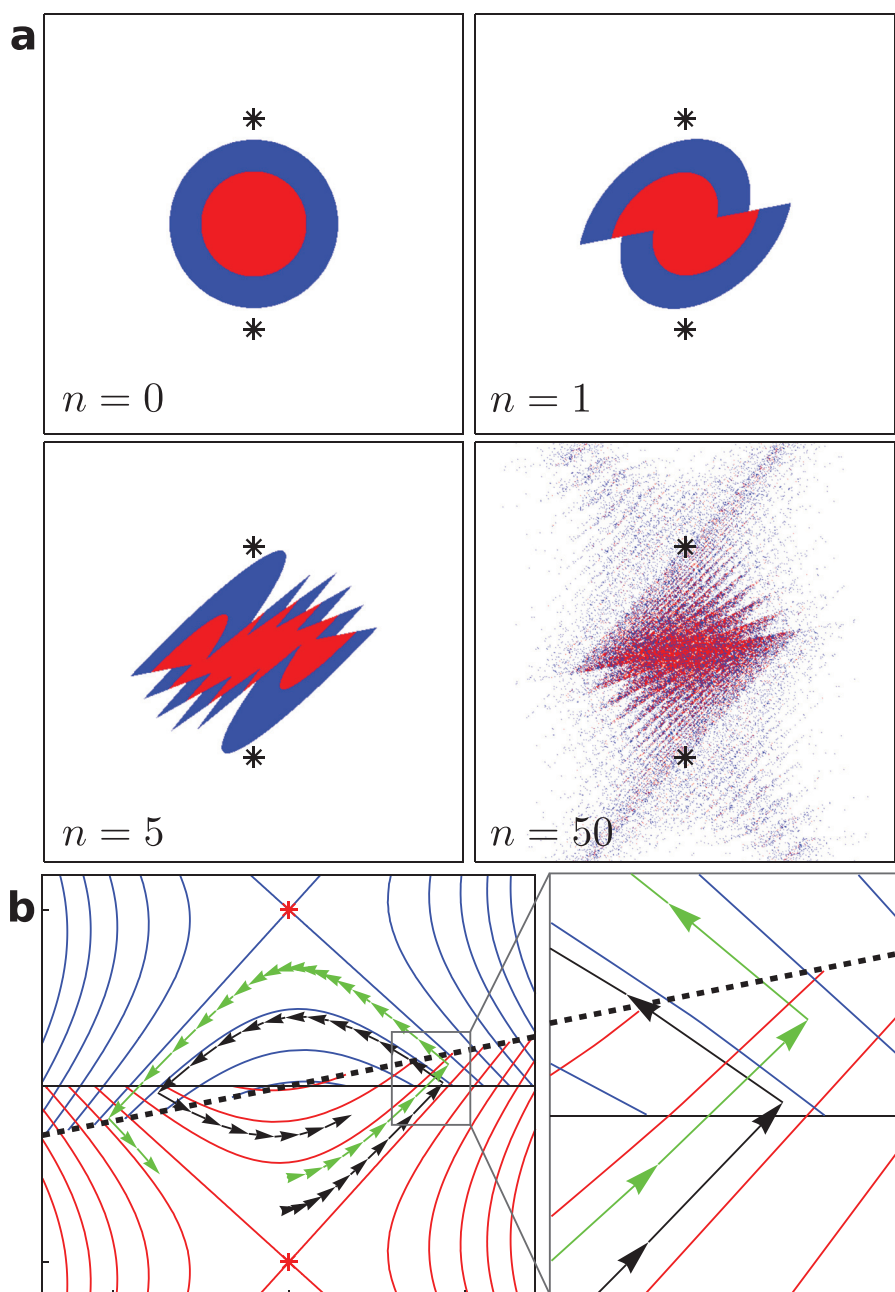 a
n = 0
n = 1
n = 5
n = 50
b